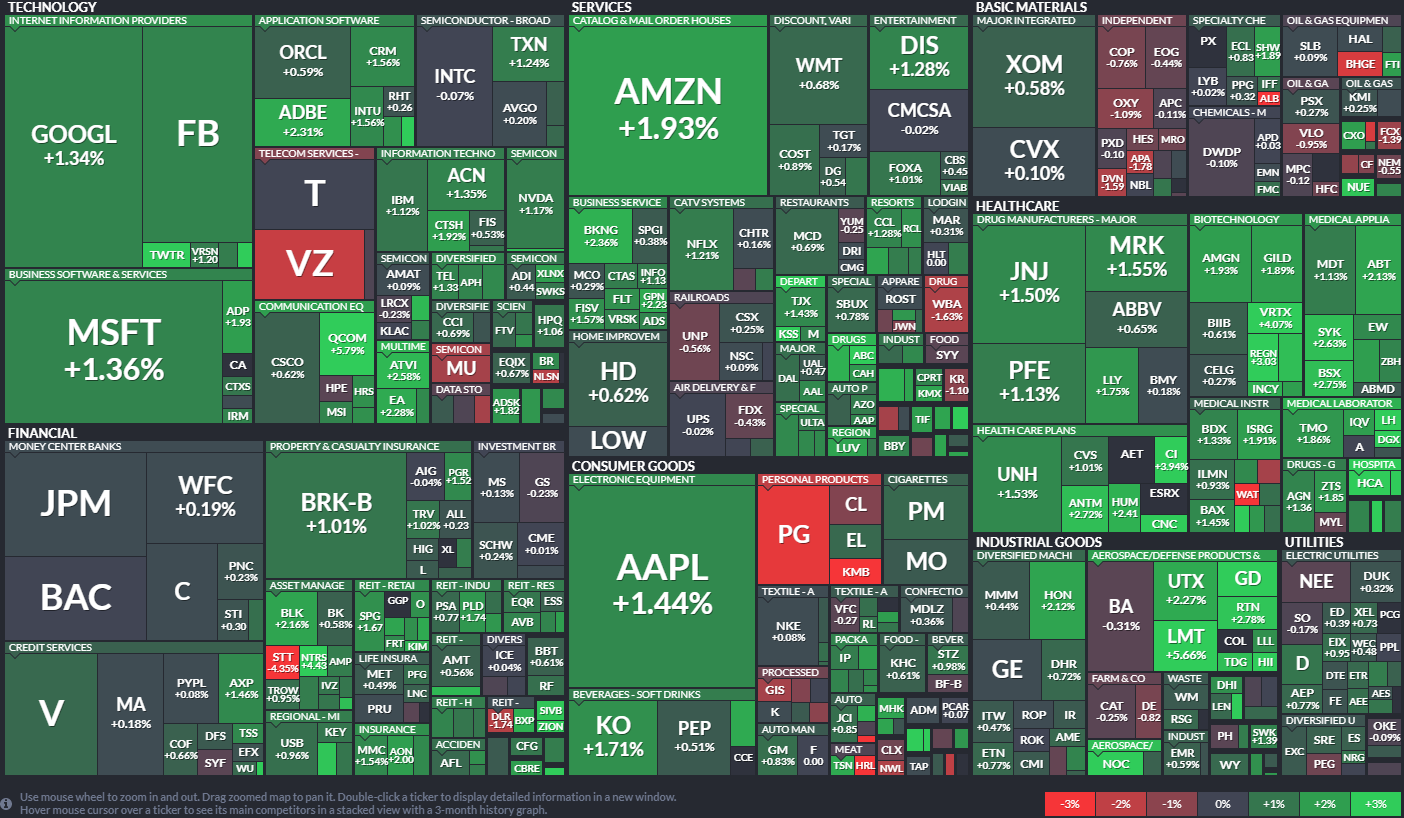 TECHNOLOGY
INTERNET INFORMATION PROVIDERS
GOOGL
+1.34%
FB
TWTR
VRSN
+1.20
APPLICATION SOFTWARE
ORCL
+0.59%
CRM
+1.56%
ADBE
+2.31%
INTU
+1.56%
RHT
+0.26
SEMICONDUCTOR - BROAD
INTC
-0.07%
TXN
+1.24%
AVGO
+0.20%
TELECOM SERVICES -
T
VZ
INFORMATION TECHNO
IBM
+1.12%
ACN
+1.35%
CTSH
+1.92%
FIS
+0.53%
SEMICON
NVDA
+1.17%
BUSINESS SOFTWARE & SERVICES
MSFT
+1.36%
ADP
+1.93
CA
CTXS
IRM
COMMUNICATION EQ
CSCO
+0.62%
QCOM
+5.79%
HPE
HRS
MSI
SEMICON
AMAT
+0.09%
LRCX
-0.23%
KLAC
DIVERSIFIED
TEL
+1.33
APH
SEMICON
ADI
+0.44
XLNX
SWKS
DIVERSIFIE
CCI
+0.69%
SCIEN
FTV
HPQ
+1.06
MULTIME
ATVI
+2.58%
EA
+2.28%
SEMICON
MU
EQIX
+0.67%
BR
NLSN
DATA STO
ADSK
+1.82
SERVICES
CATALOG & MAIL ORDER HOUSES
AMZN
+1.93%
DISCOUNT, VARI
WMT
+0.68%
COST
+0.89%
TGT
+0.17%
DG
+0.54
ENTERTAINMENT
DIS
+1.28%
CMCSA
-0.02%
FOXA
+1.01%
CBS
+0.45
VIAB
BUSINESS SERVICE
BKNG
+2.36%
SPGI
+0.38%
MCO
+0.29%
CTAS
INFO
+1.13
FISV
+1.57%
FLT
GPN
+2.23
VRSK
ADS
CATV SYSTEMS
NFLX
+1.21%
CHTR
+0.16%
RESTAURANTS
MCD
+0.69%
YUM
-0.25
DRI
CMG
RESORTS
CCL
+1.28%
RCL
LODGIN
MAR
+0.31%
HLT
0.00
RAILROADS
UNP
-0.56%
CSX
+0.25%
NSC
+0.09%
DEPART
TJX
+1.43%
KSS
M
SPECIAL
SBUX
+0.78%
APPARE
ROST
JWN
DRUG
WBA
-1.63%
HOME IMPROVEM
HD
+0.62%
LOW
AIR DELIVERY & F
UPS
-0.02%
FDX
-0.43%
MAJOR
DAL
UAL
+0.47
AAL
DRUGS
ABC
CAH
INDUST
FOOD
SYY
CPRT
KMX
KR
-1.10
AUTO P
AZO
AAP
SPECIAL
ULTA
REGION
LUV
TIF
BBY
BASIC MATERIALS
MAJOR INTEGRATED
XOM
+0.58%
CVX
+0.10%
INDEPENDENT
COP
-0.76%
EOG
-0.44%
OXY
-1.09%
APC
-0.11%
PXD
-0.10
HES
MRO
APA
-1.78
DVN
-1.59
NBL
SPECIALTY CHE
PX
ECL
+0.83
SHW
+1.89
LYB
+0.02%
PPG
+0.32
IFF
ALB
CHEMICALS - M
DWDP
-0.10%
APD
+0.03
EMN
FMC
OIL & GAS EQUIPMEN
SLB
+0.09%
HAL
BHGE
FTI
OIL & GA
PSX
+0.27%
VLO
-0.95%
MPC
-0.12
HFC
OIL & GAS
KMI
+0.25%
CXO
FCX
-1.39
CF
NEM
-0.55
NUE
HEALTHCARE
DRUG MANUFACTURERS - MAJOR
JNJ
+1.50%
MRK
+1.55%
ABBV
+0.65%
PFE
+1.13%
LLY
+1.75%
BMY
+0.18%
BIOTECHNOLOGY
AMGN
+1.93%
GILD
+1.89%
BIIB
+0.61%
VRTX
+4.07%
REGN
+3.03
CELG
+0.27%
INCY
MEDICAL APPLIA
MDT
+1.13%
ABT
+2.13%
SYK
+2.63%
EW
ZBH
BSX
+2.75%
ABMD
HEALTH CARE PLANS
UNH
+1.53%
CVS
+1.01%
AET
CI
+3.94%
ANTM
+2.72%
HUM
+2.41
ESRX
CNC
MEDICAL INSTR
BDX
+1.33%
ISRG
+1.91%
ILMN
+0.93%
WAT
BAX
+1.45%
MEDICAL LABORATOR
TMO
+1.86%
IQV
LH
A
DGX
DRUGS - G
AGN
+1.36
ZTS
+1.85
MYL
HOSPITA
HCA
FINANCIAL
MONEY CENTER BANKS
JPM
WFC
+0.19%
BAC
C
PNC
+0.23%
STI
+0.30
PROPERTY & CASUALTY INSURANCE
BRK-B
+1.01%
AIG
-0.04%
PGR
+1.52
TRV
+1.02%
ALL
+0.23
HIG
XL
L
INVESTMENT BR
MS
+0.13%
GS
-0.23%
SCHW
+0.24%
CME
+0.01%
CREDIT SERVICES
V
MA
+0.18%
PYPL
+0.08%
AXP
+1.46%
COF
+0.66%
DFS
SYF
TSS
EFX
WU
ASSET MANAGE
BLK
+2.16%
BK
+0.58%
STT
-4.35%
NTRS
+4.43
AMP
TROW
+0.95%
IVZ
REGIONAL - MI
USB
+0.96%
KEY
REIT - RETAI
SPG
+1.67
GGP
O
FRT
KIM
LIFE INSURA
MET
+0.49%
PFG
LNC
PRU
INSURANCE
MMC
+1.54%
AON
+2.00
REIT - INDU
PSA
+0.77
PLD
+1.74
REIT - RES
EQR
ESS
AVB
REIT -
AMT
+0.56%
DIVERS
ICE
+0.04%
BBT
+0.61%
RF
REIT - H
REIT -
DLR
-1.74
BXP
SIVB
ZION
ACCIDEN
AFL
CFG
CBRE
CONSUMER GOODS
ELECTRONIC EQUIPMENT
AAPL
+1.44%
PERSONAL PRODUCTS
PG
CL
EL
KMB
CIGARETTES
PM
MO
BEVERAGES - SOFT DRINKS
KO
+1.71%
PEP
+0.51%
CCE
TEXTILE - A
NKE
+0.08%
TEXTILE - A
VFC
-0.27
RL
CONFECTIO
MDLZ
+0.36%
PACKA
IP
FOOD -
KHC
+0.61%
BEVER
STZ
+0.98%
BF-B
PROCESSED
GIS
K
AUTO
JCI
+0.85
MHK
ADM
PCAR
+0.07
AUTO MAN
GM
+0.83%
F
0.00
MEAT
TSN
HRL
CLX
NWL
TAP
INDUSTRIAL GOODS
DIVERSIFIED MACHI
MMM
+0.44%
HON
+2.12%
GE
DHR
+0.72%
ITW
+0.47%
ROP
IR
ROK
AME
ETN
+0.77%
CMI
AEROSPACE/DEFENSE PRODUCTS &
BA
-0.31%
UTX
+2.27%
GD
RTN
+2.78%
LMT
+5.66%
COL
LLL
TDG
HII
FARM & CO
CAT
-0.25%
DE
-0.82
WASTE
WM
RSG
DHI
LEN
AEROSPACE/
NOC
INDUST
EMR
+0.59%
PH
SWK
+1.39
WY
UTILITIES
ELECTRIC UTILITIES
NEE
DUK
+0.32%
SO
-0.17%
ED
+0.39
XEL
+0.73
PCG
D
EIX
+0.95
WEC
+0.48
PPL
DTE
ETR
AEP
+0.77%
FE
AEE
AES
DIVERSIFIED U
EXC
SRE
ES
PEG
NRG
OKE
-0.09%
Use mouse wheel to zoom in and out. Drag zoomed map to pan it. Double-click a ticker to display detailed information in a new window.
Hover mouse cursor over a ticker to see its main competitors in a stacked view with a 3-month history graph.
-3%
-2%
-1%
0%
+1%
+2%
+3%